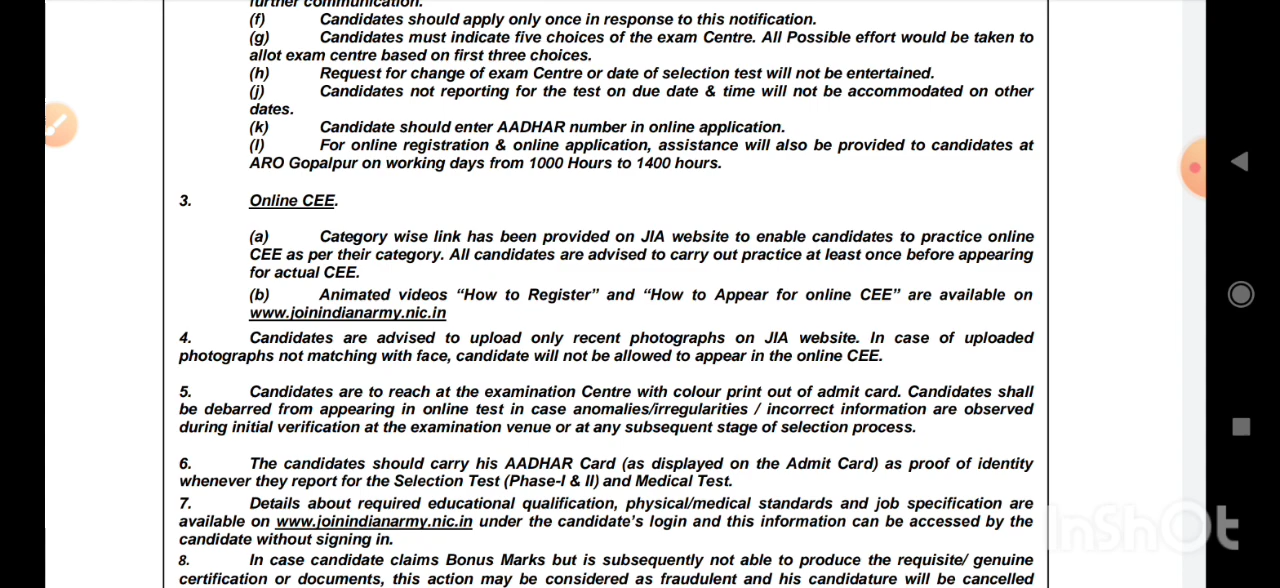 further communication.
(f) Candidates should apply only once in response to this notification.
(g) Candidates must indicate five choices of the exam Centre. All Possible effort would be taken to
allot exam centre based on first three choices.
(h) Request for change of exam Centre or date of selection test will not be entertained.
(j) Candidates not reporting for the test on due date & time will not be accommodated on other
dates.
(k) Candidate should enter AADHAR number in online application.
(l) For online registration & online application, assistance will also be provided to candidates at
ARO Gopalpur on working days from 1000 Hours to 1400 hours.
3. Online CEE.
(a) Category wise link has been provided on JIA website to enable candidates to practice online
CEE as per their category. All candidates are advised to carry out practice at least once before appearing
for actual CEE.
(b) Animated videos “How to Register” and “How to Appear for online CEE” are available on
www.joinindianarmy.nic.in
4. Candidates are advised to upload only recent photographs on JIA website. In case of uploaded
photographs not matching with face, candidate will not be allowed to appear in the online CEE.
5. Candidates are to reach at the examination Centre with colour print out of admit card. Candidates shall
be debarred from appearing in online test in case anomalies/irregularities / incorrect information are observed
during initial verification at the examination venue or at any subsequent stage of selection process.
6. The candidates should carry his AADHAR Card (as displayed on the Admit Card) as proof of identity
whenever they report for the Selection Test (Phase-I & II) and Medical Test.
7. Details about required educational qualification, physical/medical standards and job specification are
available on www.joinindianarmy.nic.in under the candidate's login and this information can be accessed by the
candidate without signing in.
8. In case candidate claims Bonus Marks but is subsequently not able to produce the requisite/ genuine
certification or documents, this action may be considered as fraudulent and his candidature will be cancelled
InShOt